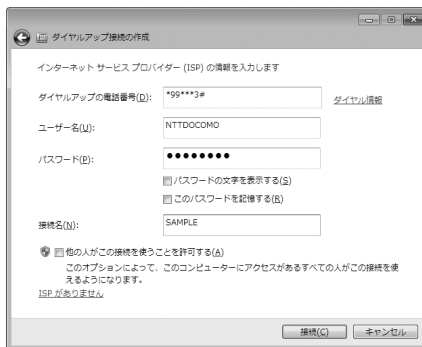 ダイヤルアップ接続の作成
インターネット サービス プロバイダー (ISP) の情報を入力します
ダイヤルアップの電話番号(D): *99***3# ダイヤル情報
ユーザー名(U): NTTDOCOMO
パスワード(P): ●●●●●●●●
パスワードの文字を表示する(S)
このパスワードを記憶する(R)
接続名(N): SAMPLE
他の人がこの接続を使うことを許可する(A)
このオプションによって、このコンピューターにアクセスがあるすべての人がこの接続を使
えるようになります。
ISP がありません
接続(C) キャンセル